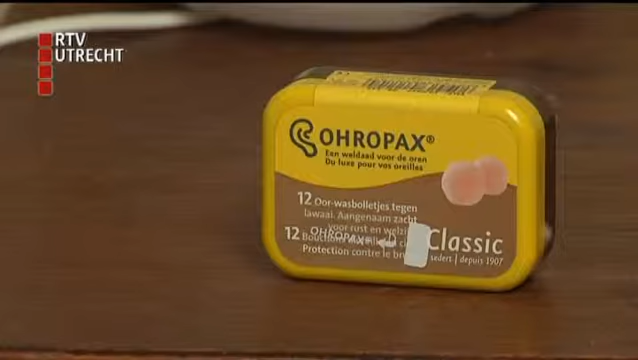 RTV
UTRECHT
OHROPAX®
Een weldaad voor de oren
Du luxe pour vos oreilles
12 Oor-wasbolletjes tegen
lawaai. Aangenaam zacht
voor rust en
12
OHROPAX
Protection contre le
Classic
sedert | depuis 1907